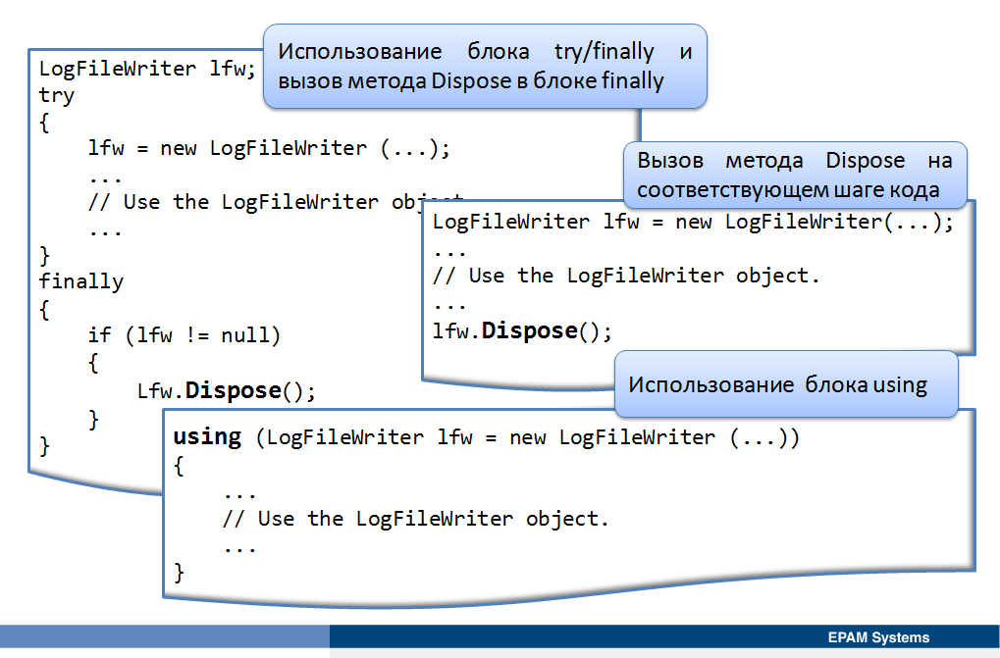 Использование блока try/finally и
вызов метода Dispose в блоке finally
LogFileWriter lfw;
try
{
    lfw = new LogFileWriter (...);
    ...
    // Use the LogFileWriter object
    ...
}
finally
{
    if (lfw != null)
    {
        Lfw.Dispose();
    }
}
Вызов метода Dispose на
соответствующем шаге кода
LogFileWriter lfw = new LogFileWriter(...);
...
// Use the LogFileWriter object.
...
lfw.Dispose();
Использование блока using
using (LogFileWriter lfw = new LogFileWriter (...))
{
    ...
    // Use the LogFileWriter object.
    ...
}
EPAM Systems